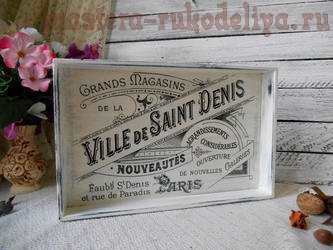 mastera-rukodeliya.ru
GRANDS MAGASINS
DE LA
VILLE DE SAINT DENIS
AGRANDISSEMENTS
CONSIDÉRABLES
OUVERTURE
DE NOUVELLES GALERIES
NOUVEAUTÉS
Faubg St Denis
et rue de Paradis
PARIS